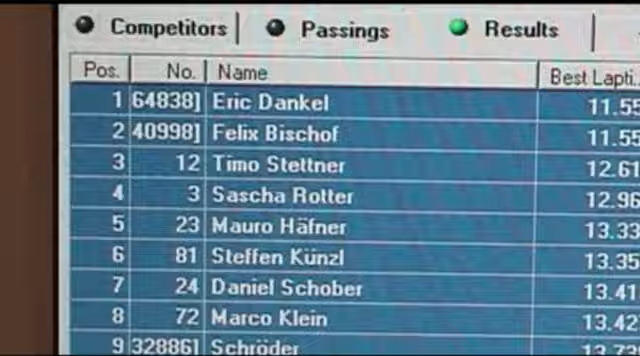 Competitors Passings Results
Pos. No. Name Best Lapti..
1 64838] Eric Dankel 11.55
2 40998] Felix Bischof 11.55
3 12 Timo Stettner 12.61
4 3 Sascha Rotter 12.96
5 23 Mauro Häfner 13.33
6 81 Steffen Künzl 13.35
7 24 Daniel Schober 13.41
8 72 Marco Klein 13.42
9 32886] Schröder